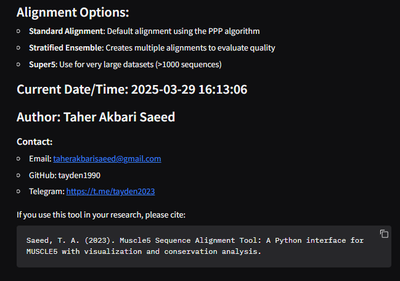 Alignment Options:
Standard Alignment: Default alignment using the PPP algorithm
Stratified Ensemble: Creates multiple alignments to evaluate quality
Super5: Use for very large datasets (>1000 sequences)
Current Date/Time: 2025-03-29 16:13:06
Author: Taher Akbari Saeed
Contact:
Email: taherakbarisaeed@gmail.com
GitHub: tayden1990
Telegram: https://t.me/tayden2023
If you use this tool in your research, please cite:
Saeed, T. A. (2023). Muscle5 Sequence Alignment Tool: A Python interface for
MUSCLE5 with visualization and conservation analysis.